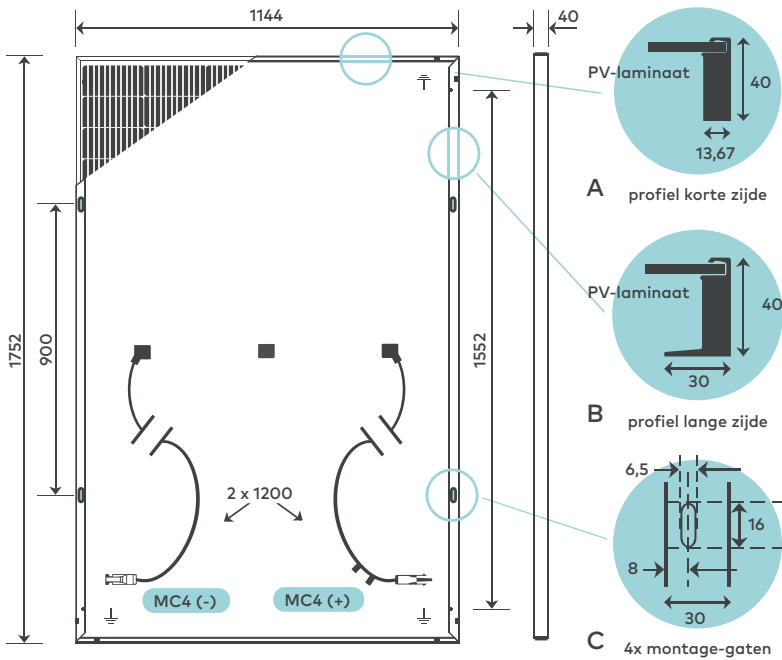 1144
40
PV-laminaat
40
13,67
A profiel korte zijde
1752
900
1552
PV-laminaat
40
30
B profiel lange zijde
2 x 1200
MC4 (-)
MC4 (+)
6,5
16
8
30
C 4x montage-gaten